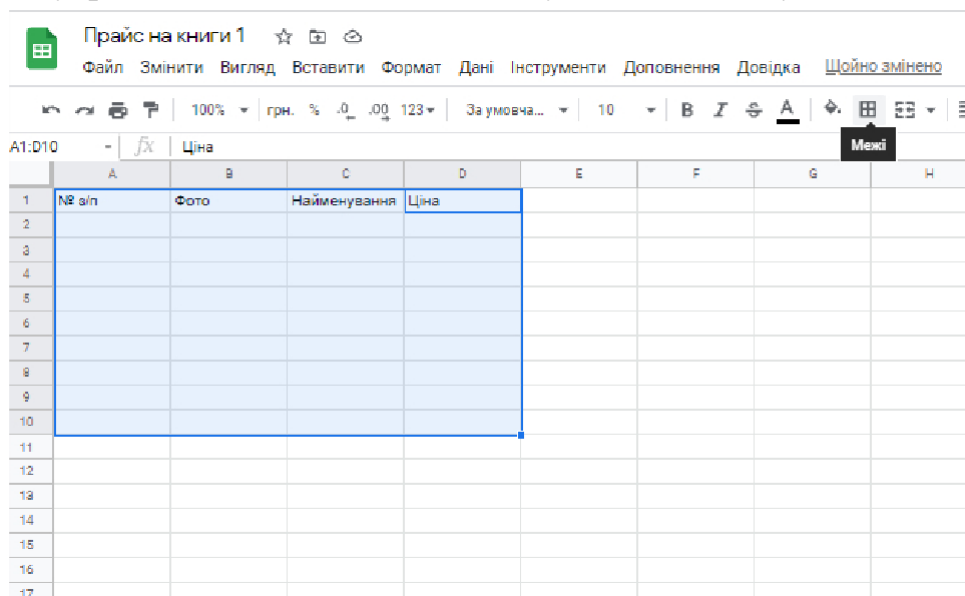 Прайс на книги 1
Файл Змінити Вигляд Вставити Формат Дані Інструменти Доповнення Довідка Щойно змінено
100% грн. % .0 .00 123 За умовча... 10 B I S A
Межі
A1:D10 fx Ціна
A B C D E F G H
1 № з/п Фото Найменування Ціна
2
3
4
5
6
7
8
9
10
11
12
13
14
15
16
17